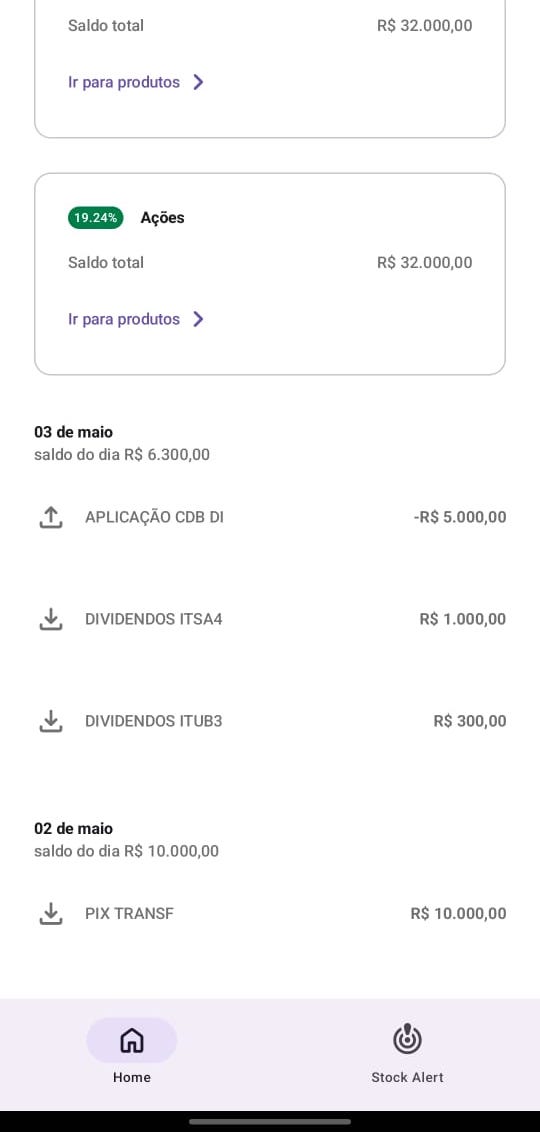 Saldo total R$ 32.000,00
Ir para produtos
19.24% Ações
Saldo total R$ 32.000,00
Ir para produtos
03 de maio
saldo do dia R$ 6.300,00
APLICAÇÃO CDB DI -R$ 5.000,00
DIVIDENDOS ITSA4 R$ 1.000,00
DIVIDENDOS ITUB3 R$ 300,00
02 de maio
saldo do dia R$ 10.000,00
PIX TRANSF R$ 10.000,00
Home Stock Alert